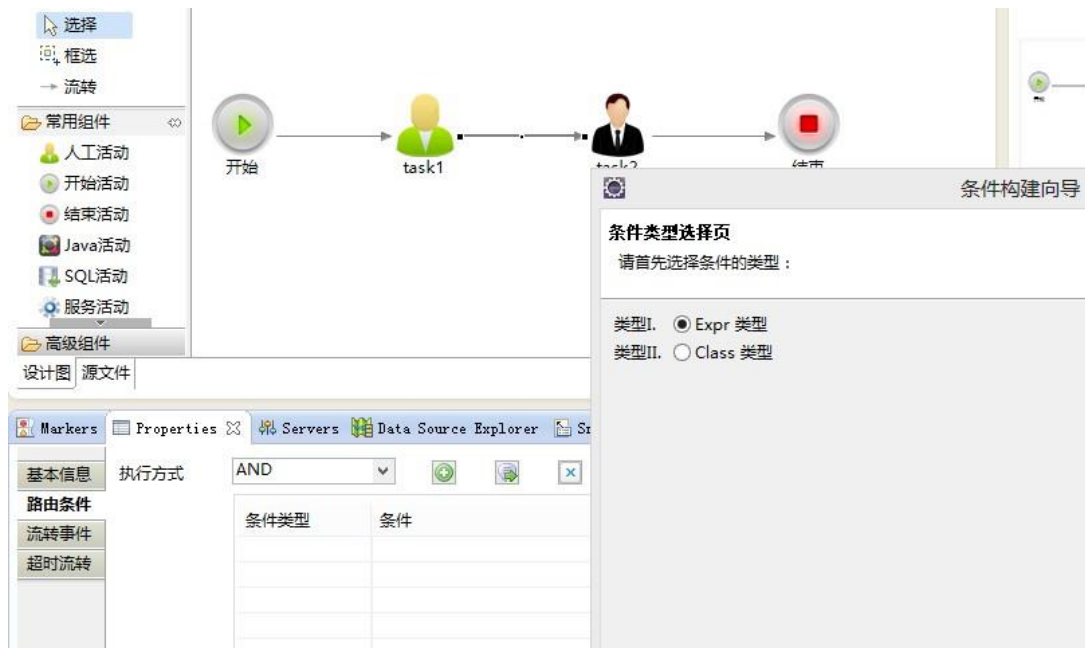 选择
框选
流转
常用组件
人工活动
开始活动
结束活动
Java活动
SQL活动
服务活动
高级组件
设计图 源文件
开始
task1
task2
结束
条件构建向导
条件类型选择页
请首先选择条件的类型：
类型I. Expr 类型
类型II. Class 类型
Markers Properties Servers Data Source Explorer
基本信息
路由条件
流转事件
超时流转
执行方式 AND
条件类型 条件